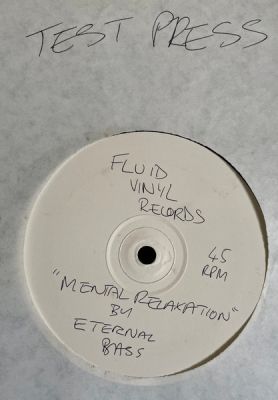 TEST PRESS
FLUID
VINYL
RECORDS
45
RPM
"MENTAL RELAXATION"
BY
ETERNAL
BASS